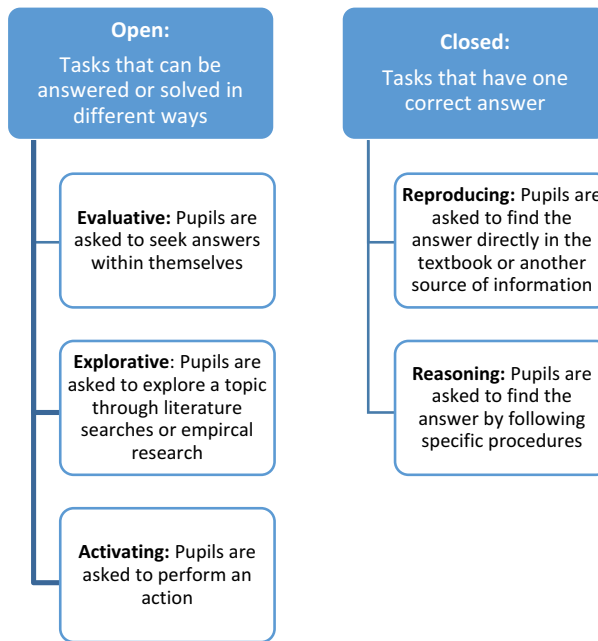 Open:
Tasks that can be
answered or solved in
different ways
Evaluative: Pupils are
asked to seek answers
within themselves
Explorative: Pupils are
asked to explore a topic
through literature
searches or empircal
research
Activating: Pupils are
asked to perform an
action
Closed:
Tasks that have one
correct answer
Reproducing: Pupils are
asked to find the
answer directly in the
textbook or another
source of information
Reasoning: Pupils are
asked to find the
answer by following
specific procedures